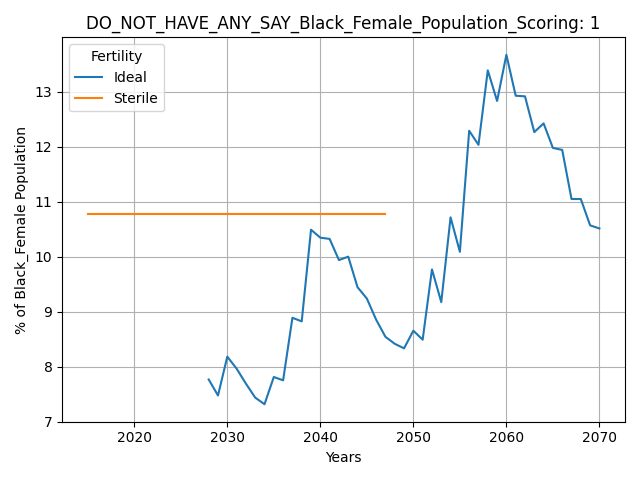 DO_NOT_HAVE_ANY_SAY_Black_Female_Population_Scoring: 1
Fertility
Ideal
Sterile
% of Black_Female Population
13
12
11
10
9
8
7
2020 2030 2040 2050 2060 2070
Years